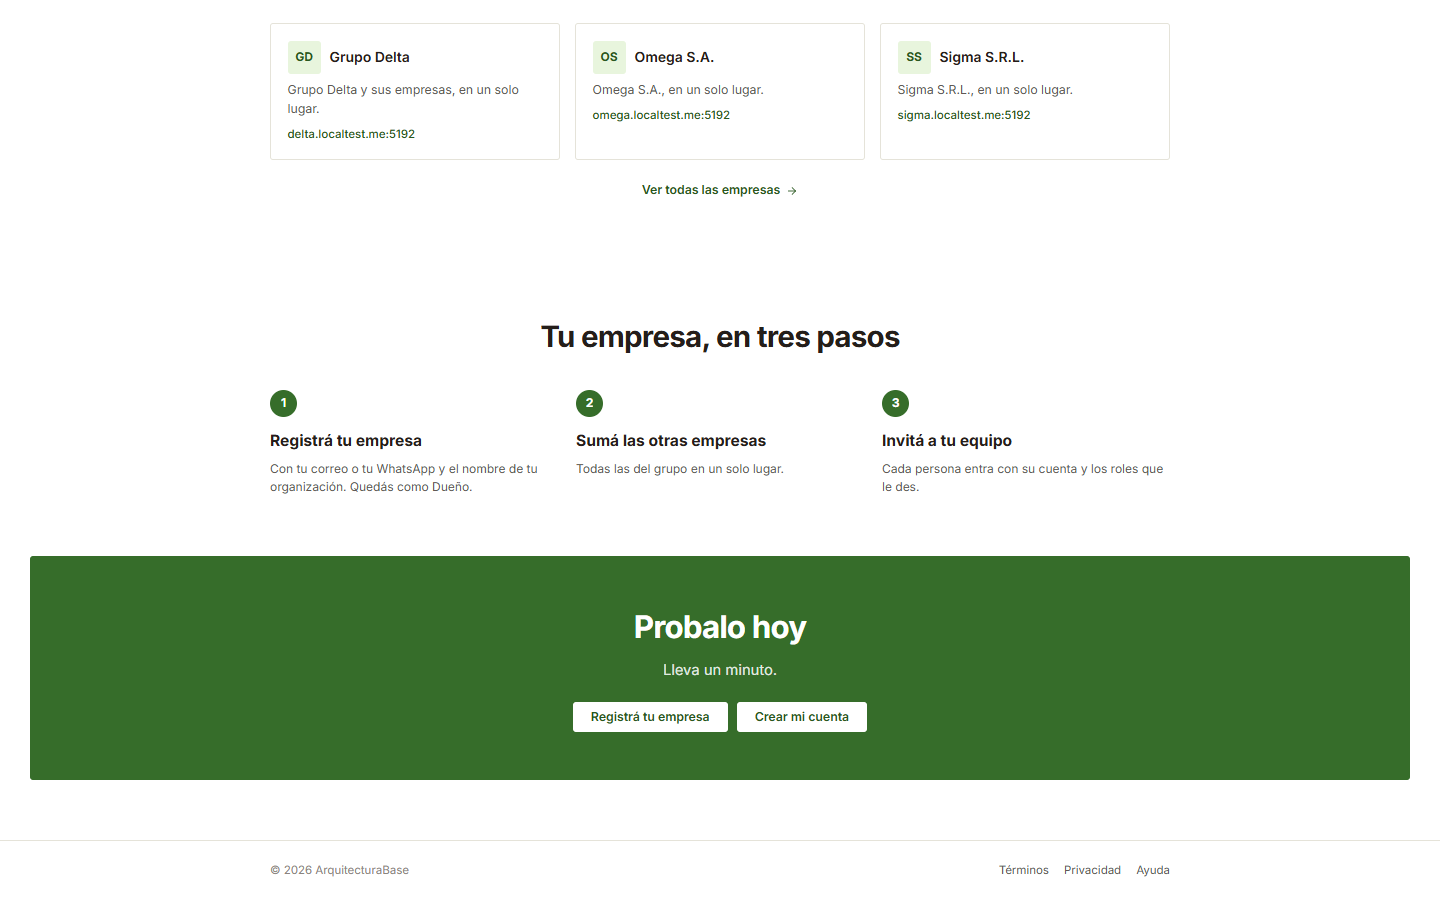 GD Grupo Delta
Grupo Delta y sus empresas, en un solo
lugar.
delta.localtest.me:5192
OS Omega S.A.
Omega S.A., en un solo lugar.
omega.localtest.me:5192
SS Sigma S.R.L.
Sigma S.R.L., en un solo lugar.
sigma.localtest.me:5192
Ver todas las empresas →
Tu empresa, en tres pasos
1
Registrá tu empresa
Con tu correo o tu WhatsApp y el nombre de tu
organización. Quedás como Dueño.
2
Sumá las otras empresas
Todas las del grupo en un solo lugar.
3
Invitá a tu equipo
Cada persona entra con su cuenta y los roles que
le des.
Probalo hoy
Lleva un minuto.
Registrá tu empresa
Crear mi cuenta
© 2026 ArquitecturaBase
Términos Privacidad Ayuda